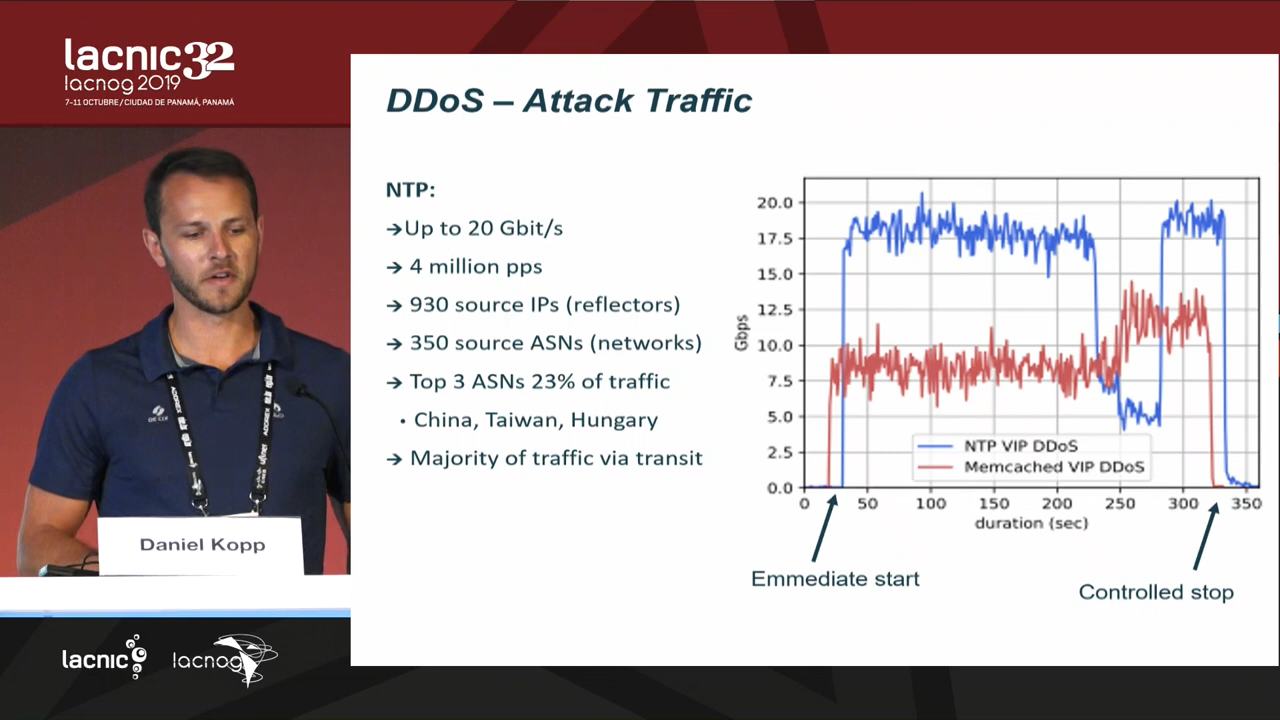 lacnic 32
lacnog 2019
7-11 OCTUBRE / CIUDAD DE PANAMÁ, PANAMÁ
DDoS – Attack Traffic
NTP:
→Up to 20 Gbit/s
→ 4 million pps
→ 930 source IPs (reflectors)
→ 350 source ASNs (networks)
→ Top 3 ASNs 23% of traffic
• China, Taiwan, Hungary
→ Majority of traffic via transit
20.0
17.5
15.0
12.5
10.0
7.5
5.0
2.5
0.0
Gbps
NTP VIP DDoS
Memcached VIP DDoS
0 50 100 150 200 250 300 350
duration (sec)
Emmediate start
Controlled stop
DE CIX
Daniel Kopp
lacnic
lacnog